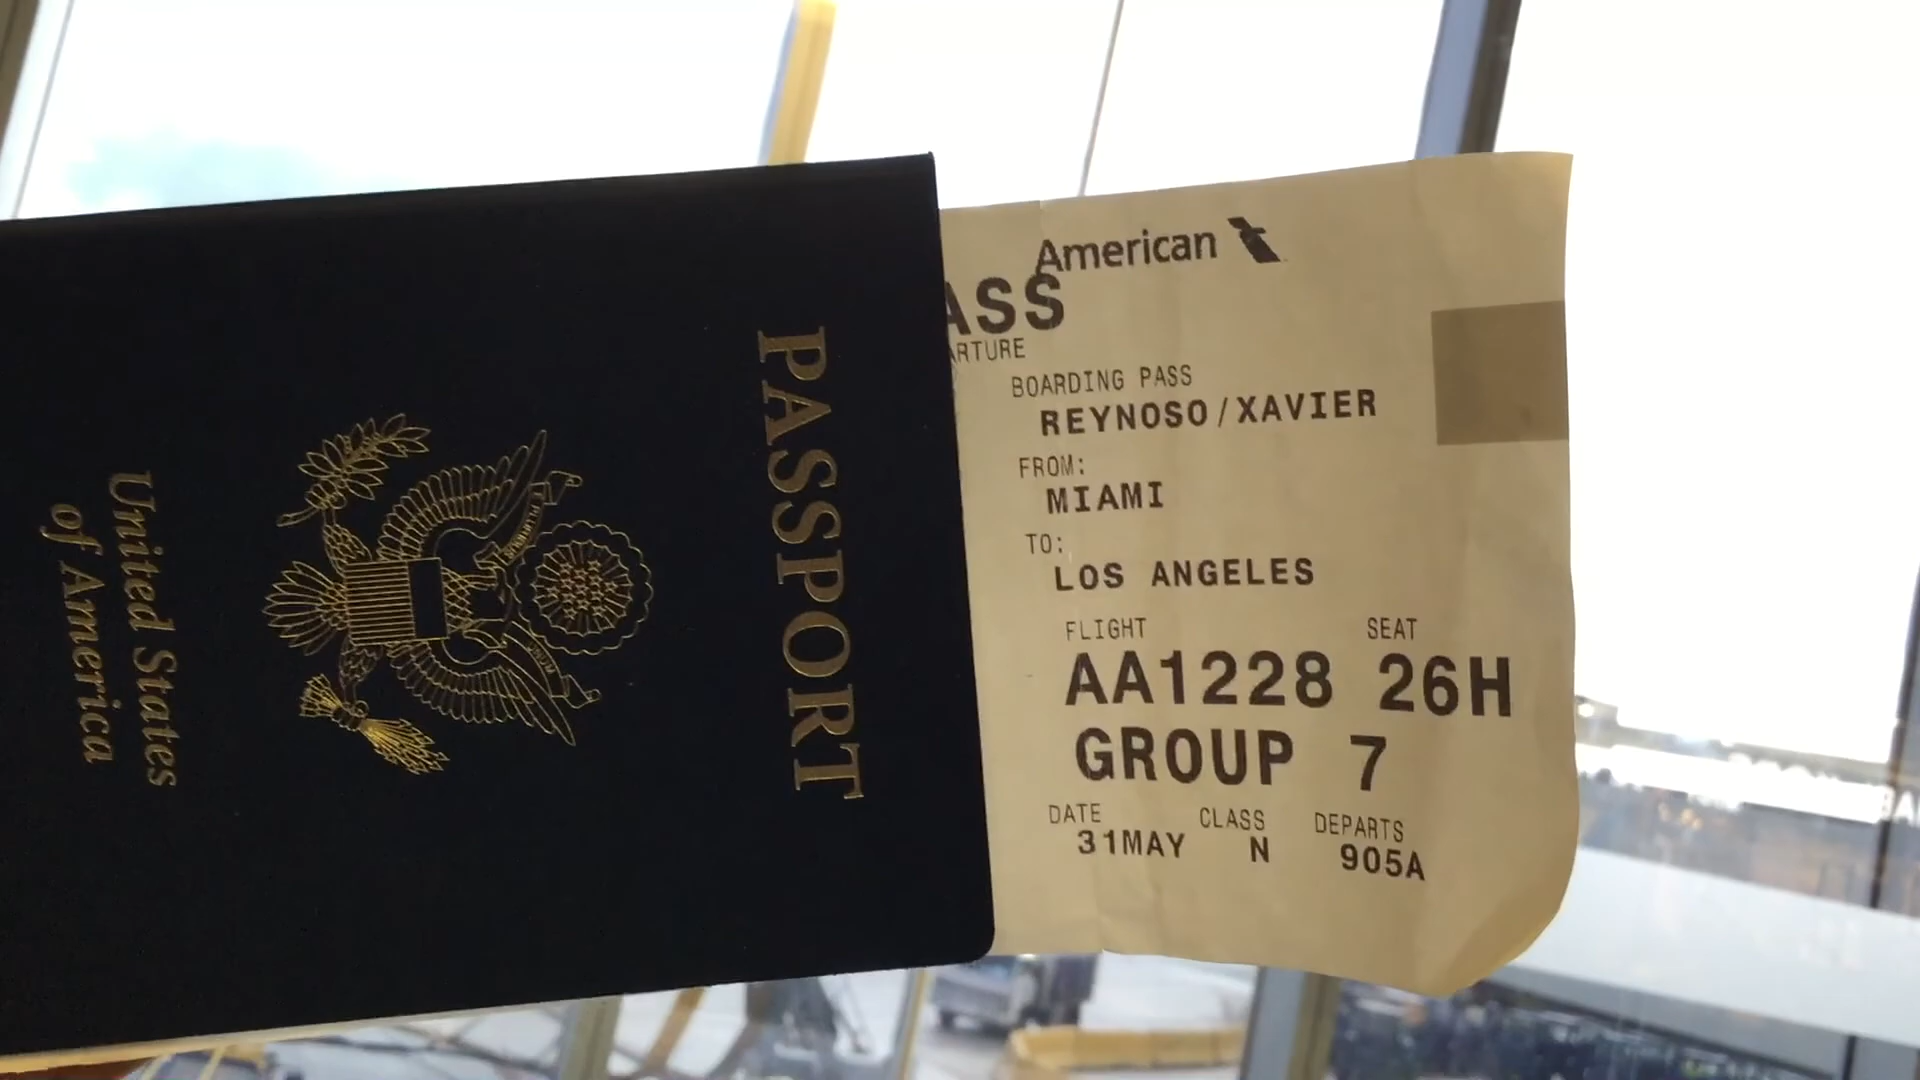 PASSPORT
United States
of America
American
ASS
ARTURE
BOARDING PASS
REYNOSO/XAVIER
FROM:
MIAMI
TO:
LOS ANGELES
FLIGHT SEAT
AA1228 26H
GROUP 7
DATE CLASS DEPARTS
31MAY N 905A